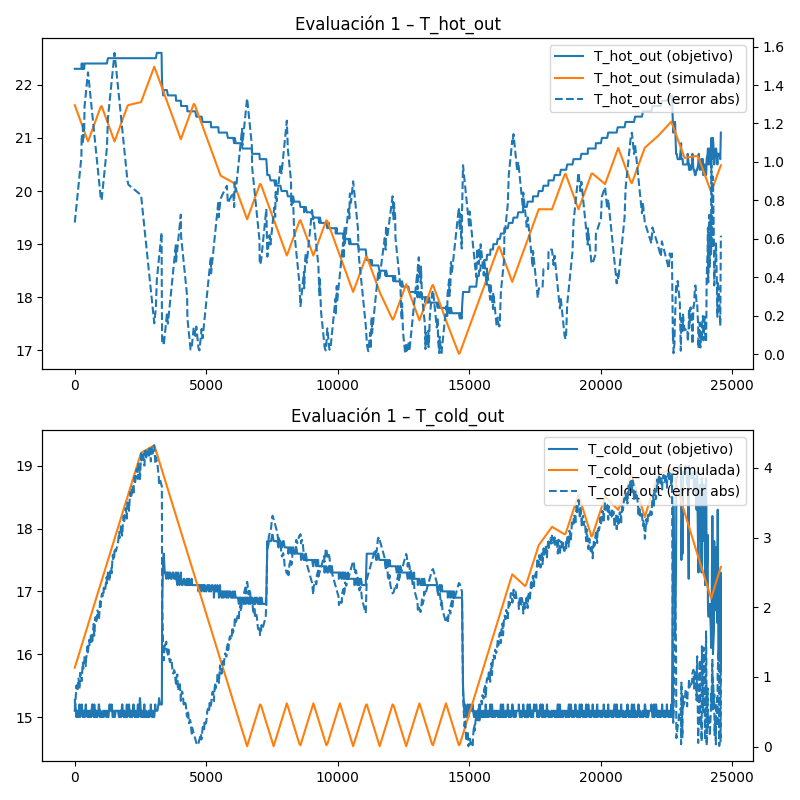 Evaluación 1 – T_hot_out
T_hot_out (objetivo)
T_hot_out (simulada)
T_hot_out (error abs)
22
21
20
19
18
17
1.6
1.4
1.2
1.0
0.8
0.6
0.4
0.2
0.0
0 5000 10000 15000 20000 25000
Evaluación 1 – T_cold_out
T_cold_out (objetivo)
T_cold_out (simulada)
T_cold_out (error abs)
19
18
17
16
15
4
3
2
1
0
0 5000 10000 15000 20000 25000